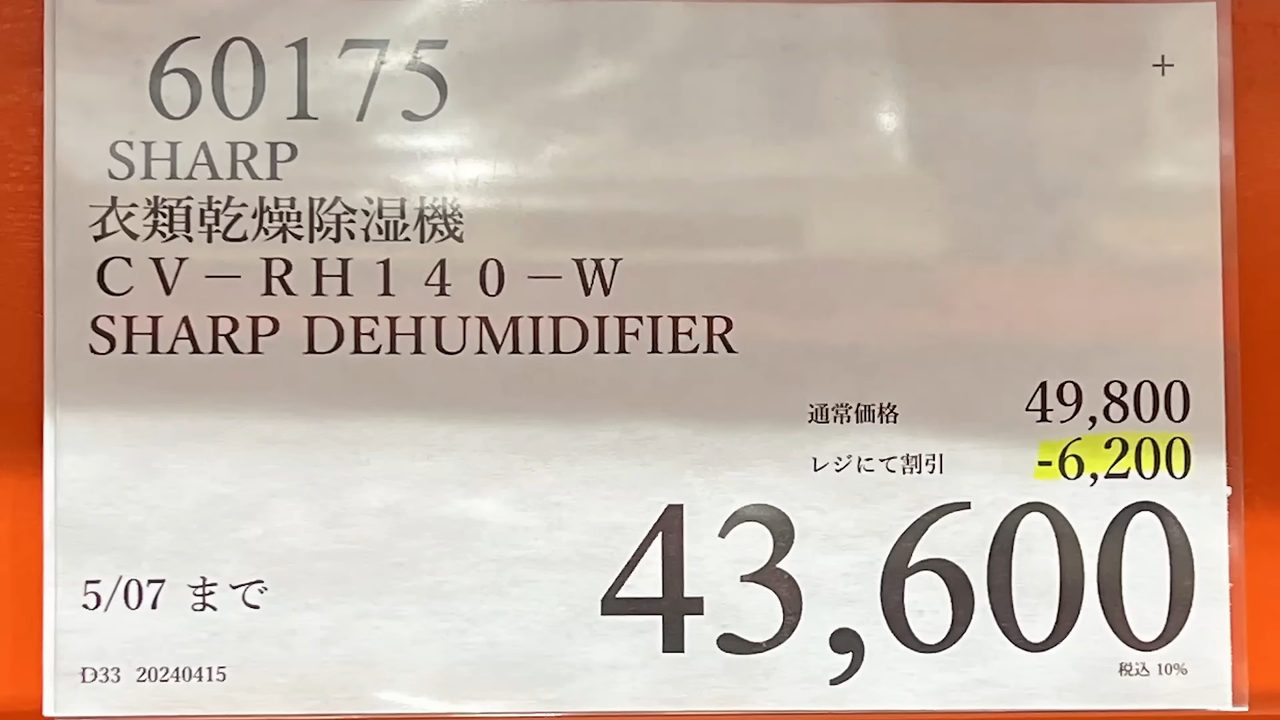 60175
+
SHARP
衣類乾燥除湿機
ＣＶ－ＲＨ１４０－Ｗ
SHARP DEHUMIDIFIER
通常価格 49,800
レジにて割引 -6,200
43,600
5/07 まで
D33 20240415
税込 10%